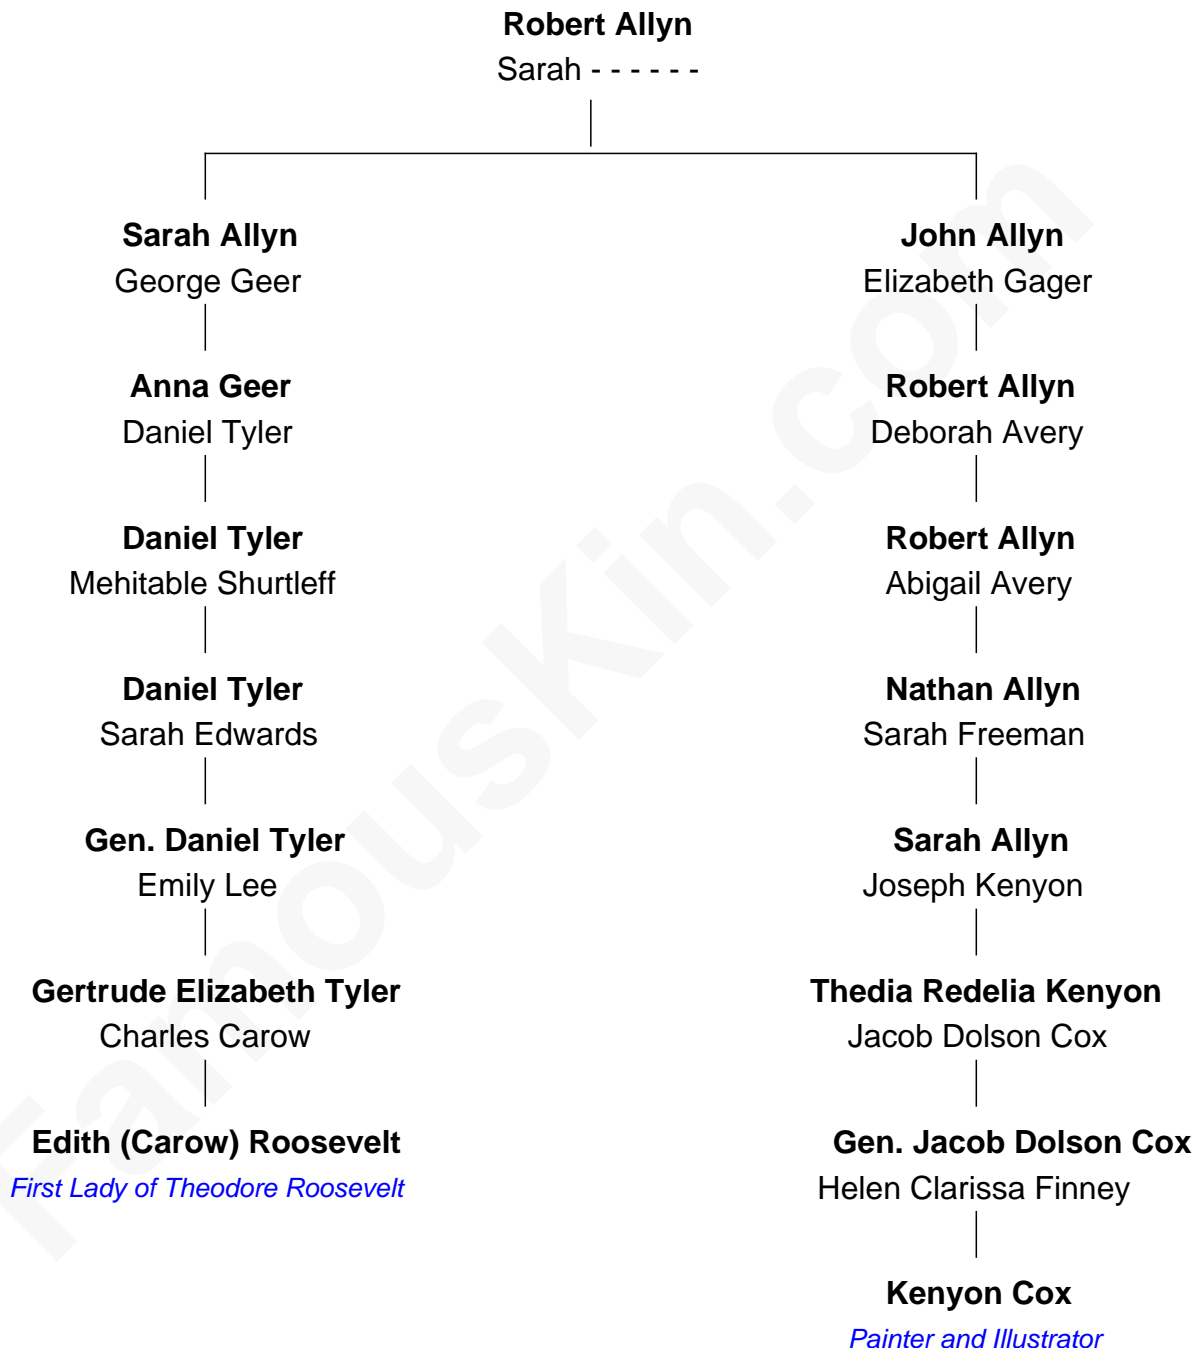 Robert Allyn
Sarah - - - - - -
Sarah Allyn
George Geer
John Allyn
Elizabeth Gager
Anna Geer
Daniel Tyler
Robert Allyn
Deborah Avery
Daniel Tyler
Mehitable Shurtleff
Robert Allyn
Abigail Avery
Daniel Tyler
Sarah Edwards
Nathan Allyn
Sarah Freeman
Gen. Daniel Tyler
Emily Lee
Sarah Allyn
Joseph Kenyon
Gertrude Elizabeth Tyler
Charles Carow
Thedia Redelia Kenyon
Jacob Dolson Cox
Edith (Carow) Roosevelt
First Lady of Theodore Roosevelt
Gen. Jacob Dolson Cox
Helen Clarissa Finney
Kenyon Cox
Painter and Illustrator
FamousKin.com